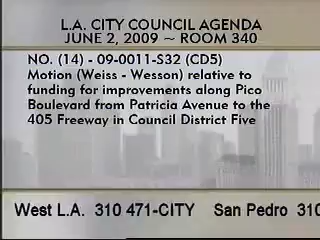 L.A. CITY COUNCIL AGENDA
JUNE 2, 2009 ~ ROOM 340
NO. (14) - 09-0011-S32 (CD5)
Motion (Weiss - Wesson) relative to
funding for improvements along Pico
Boulevard from Patricia Avenue to the
405 Freeway in Council District Five
West L.A. 310 471-CITY San Pedro 310